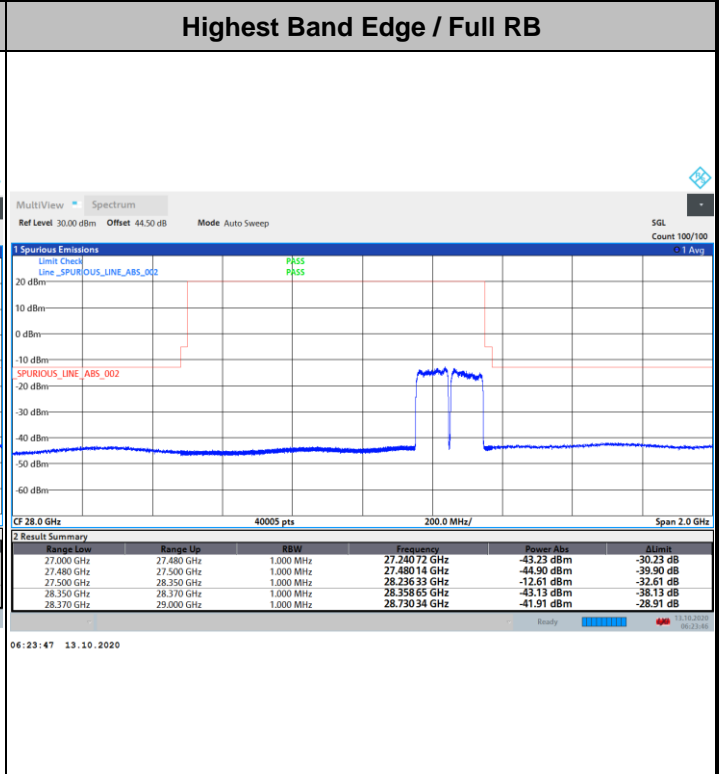 Highest Band Edge / Full RB
MultiView Spectrum
Ref Level 30.00 dBm Offset 44.50 dB Mode Auto Sweep SGL
Count 100/100
1 Spurious Emissions 1 Avg
Limit Check PASS
Line _SPURIOUS_LINE_ABS_002 PASS
20 dBm
10 dBm
0 dBm
-10 dBm
_SPURIOUS_LINE_ABS_002
-20 dBm
-30 dBm
-40 dBm
-50 dBm
-60 dBm
CF 28.0 GHz 40005 pts 200.0 MHz/ Span 2.0 GHz
2 Result Summary
Range Low Range Up RBW Frequency Power Abs ΔLimit
27.000 GHz 27.480 GHz 1.000 MHz 27.240 72 GHz -43.23 dBm -30.23 dB
27.480 GHz 27.500 GHz 1.000 MHz 27.480 14 GHz -44.90 dBm -39.90 dB
27.500 GHz 28.350 GHz 1.000 MHz 28.236 33 GHz -12.61 dBm -32.61 dB
28.350 GHz 28.370 GHz 1.000 MHz 28.358 65 GHz -43.13 dBm -38.13 dB
28.370 GHz 29.000 GHz 1.000 MHz 28.730 34 GHz -41.91 dBm -28.91 dB
Ready 13.10.2020
06:23:46
06:23:47 13.10.2020